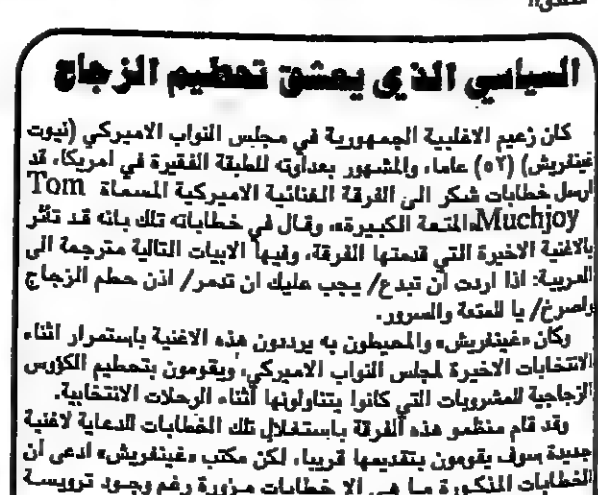 السياسي الذي يعشق تحطيم الزجاج
كان زعيم الاغلبية الجمهورية في مجلس النواب الاميركي (نيوت
غينغريش) (٥٢) عاما، والمشهور بعداوته للطبقة الفقيرة في امريكا، قد
ارسل خطابات شكر الى الفرقة الغنائية الاميركية المسماة Tom
Muchjoy «المتعة الكبيرة»، وقال في خطاباته تلك بانه قد تأثر
بالاغنية الاخيرة التي قدمتها الفرقة، وفيها الابيات التالية مترجمة الى
العربية: اذا اردت أن تبدع/ يجب عليك ان تدمر/ اذن حطم الزجاج
واصرخ/ يا للمتعة والسرور.
وكان «غينغريش» والمحيطون به يرددون هذه الاغنية باستمرار اثناء
الانتخابات الاخيرة لمجلس النواب الاميركي، ويقومون بتحطيم الكؤوس
الزجاجية للمشروبات التي كانوا يتناولونها أثناء الرحلات الانتخابية.
وقد قام منظمو هذه الفرقة باستغلال تلك الخطابات للدعاية لاغنية
جديدة سوف يقومون بتقديمها قريبا، لكن مكتب «غينغريش» ادعى ان
الخطابات المذكورة ما هي الا خطابات مزورة رغم وجود ترويسة